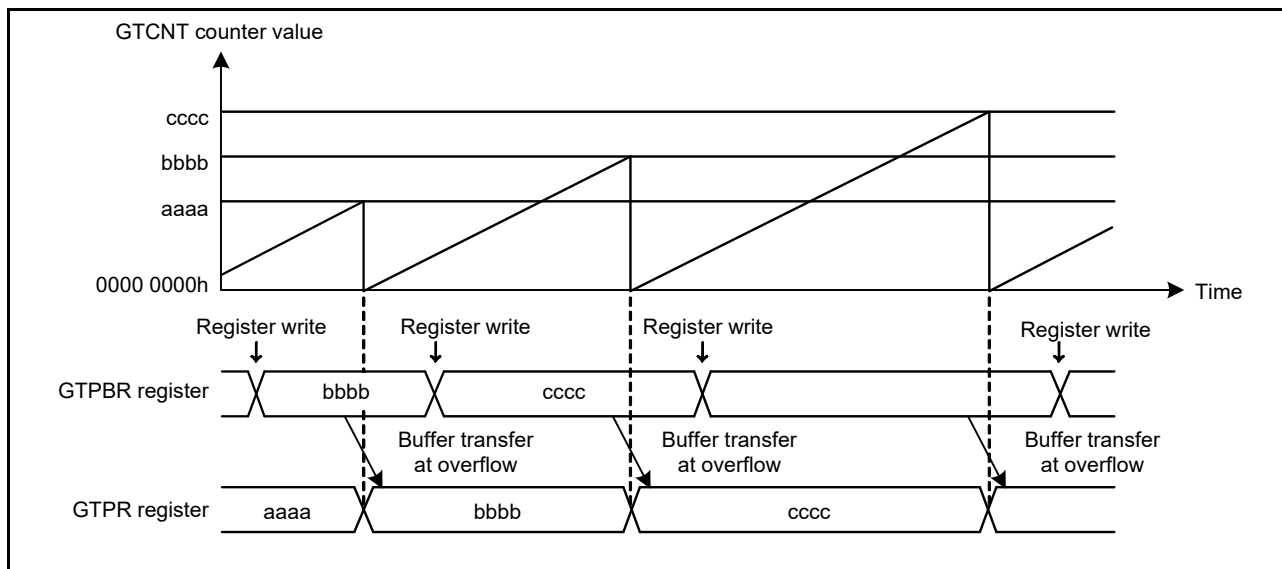 GTCNT counter value
cccc
bbbb
aaaa
0000 0000h
Time
Register write
Register write
Register write
Register write
GTPBR register
bbbb
cccc
Buffer transfer
at overflow
Buffer transfer
at overflow
Buffer transfer
at overflow
GTPR register
aaaa
bbbb
cccc